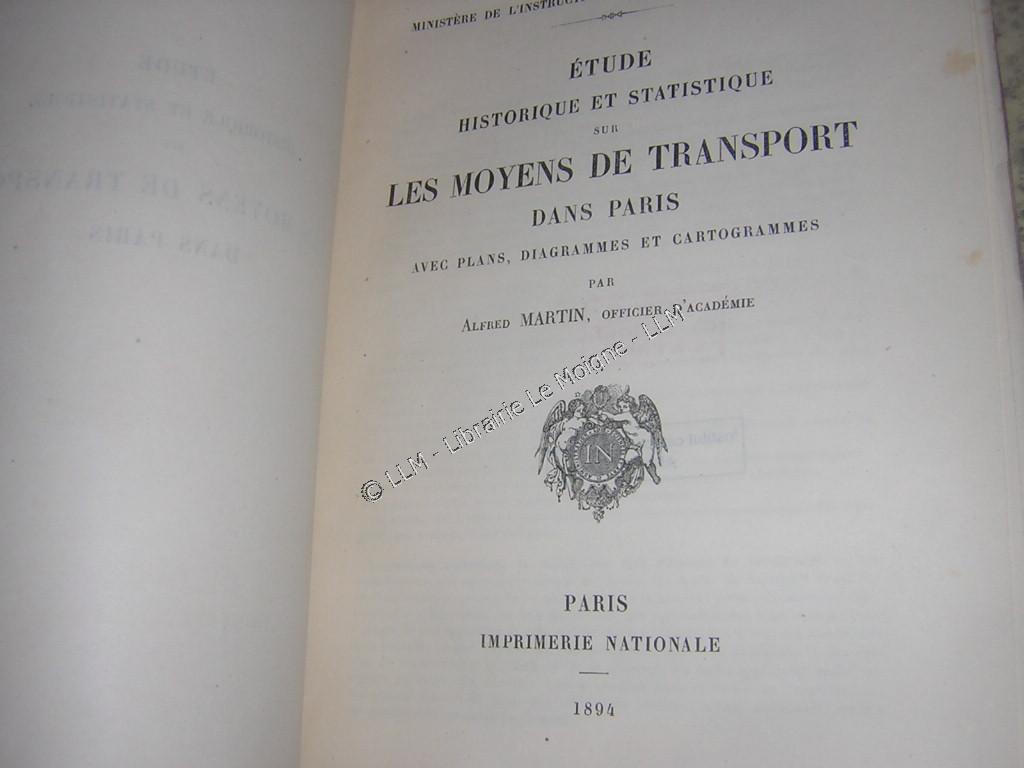 MINISTÈRE DE L'INSTRUCT
ÉTUDE
HISTORIQUE ET STATISTIQUE
SUR
LES MOYENS DE TRANSPORT
DANS PARIS
AVEC PLANS, DIAGRAMMES ET CARTOGRAMMES
PAR
ALFRED MARTIN, OFFICIER D'ACADÉMIE
© LLM - Librairie Le Moigne - LLM
IN
PARIS
IMPRIMERIE NATIONALE
1894